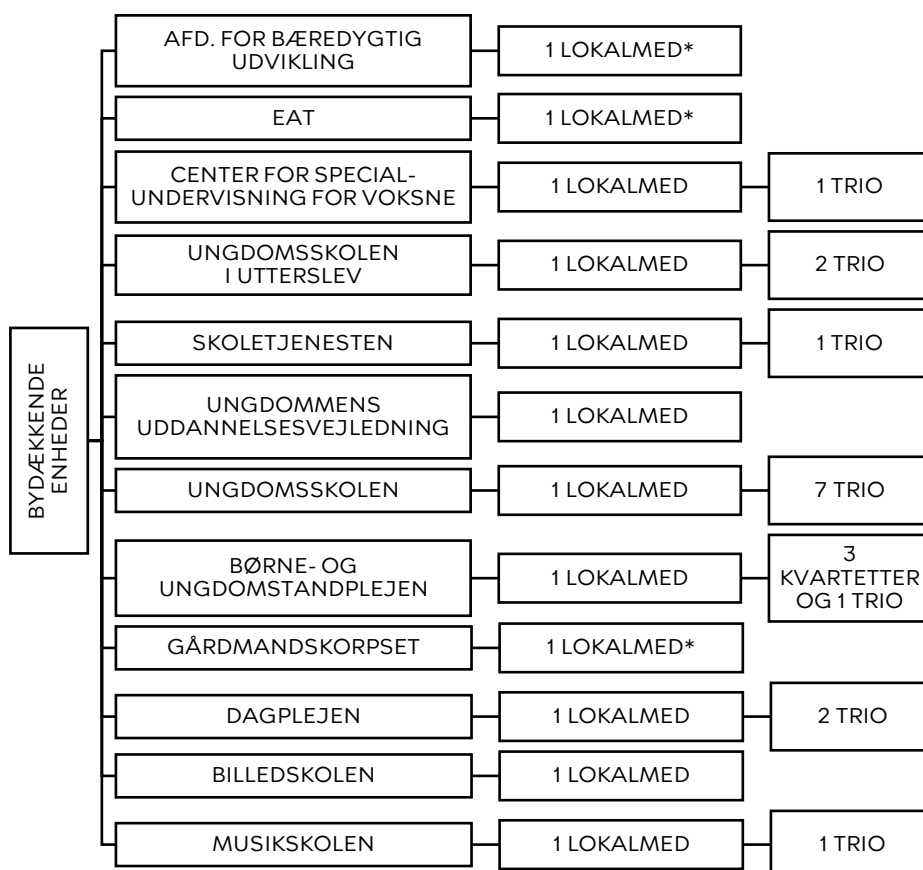 AFD. FOR BÆREDYGTIG
UDVIKLING
1 LOKALMED*
EAT
1 LOKALMED*
CENTER FOR SPECIAL-
UNDERVISNING FOR VOKSNE
1 LOKALMED
1 TRIO
UNGDOMSSKOLEN
I UTTERSLEV
1 LOKALMED
2 TRIO
BYDÆKKENDE
ENHEDER
SKOLETJENESTEN
1 LOKALMED
1 TRIO
UNGDOMMENS
UDDANNELSESVEJLEDNING
1 LOKALMED
UNGDOMSSKOLEN
1 LOKALMED
7 TRIO
BØRNE- OG
UNGDOMSTANDPLEJEN
1 LOKALMED
3
KVARTETTER
OG 1 TRIO
GÅRDMANDSKORPSET
1 LOKALMED*
DAGPLEJEN
1 LOKALMED
2 TRIO
BILLEDSKOLEN
1 LOKALMED
MUSIKSKOLEN
1 LOKALMED
1 TRIO